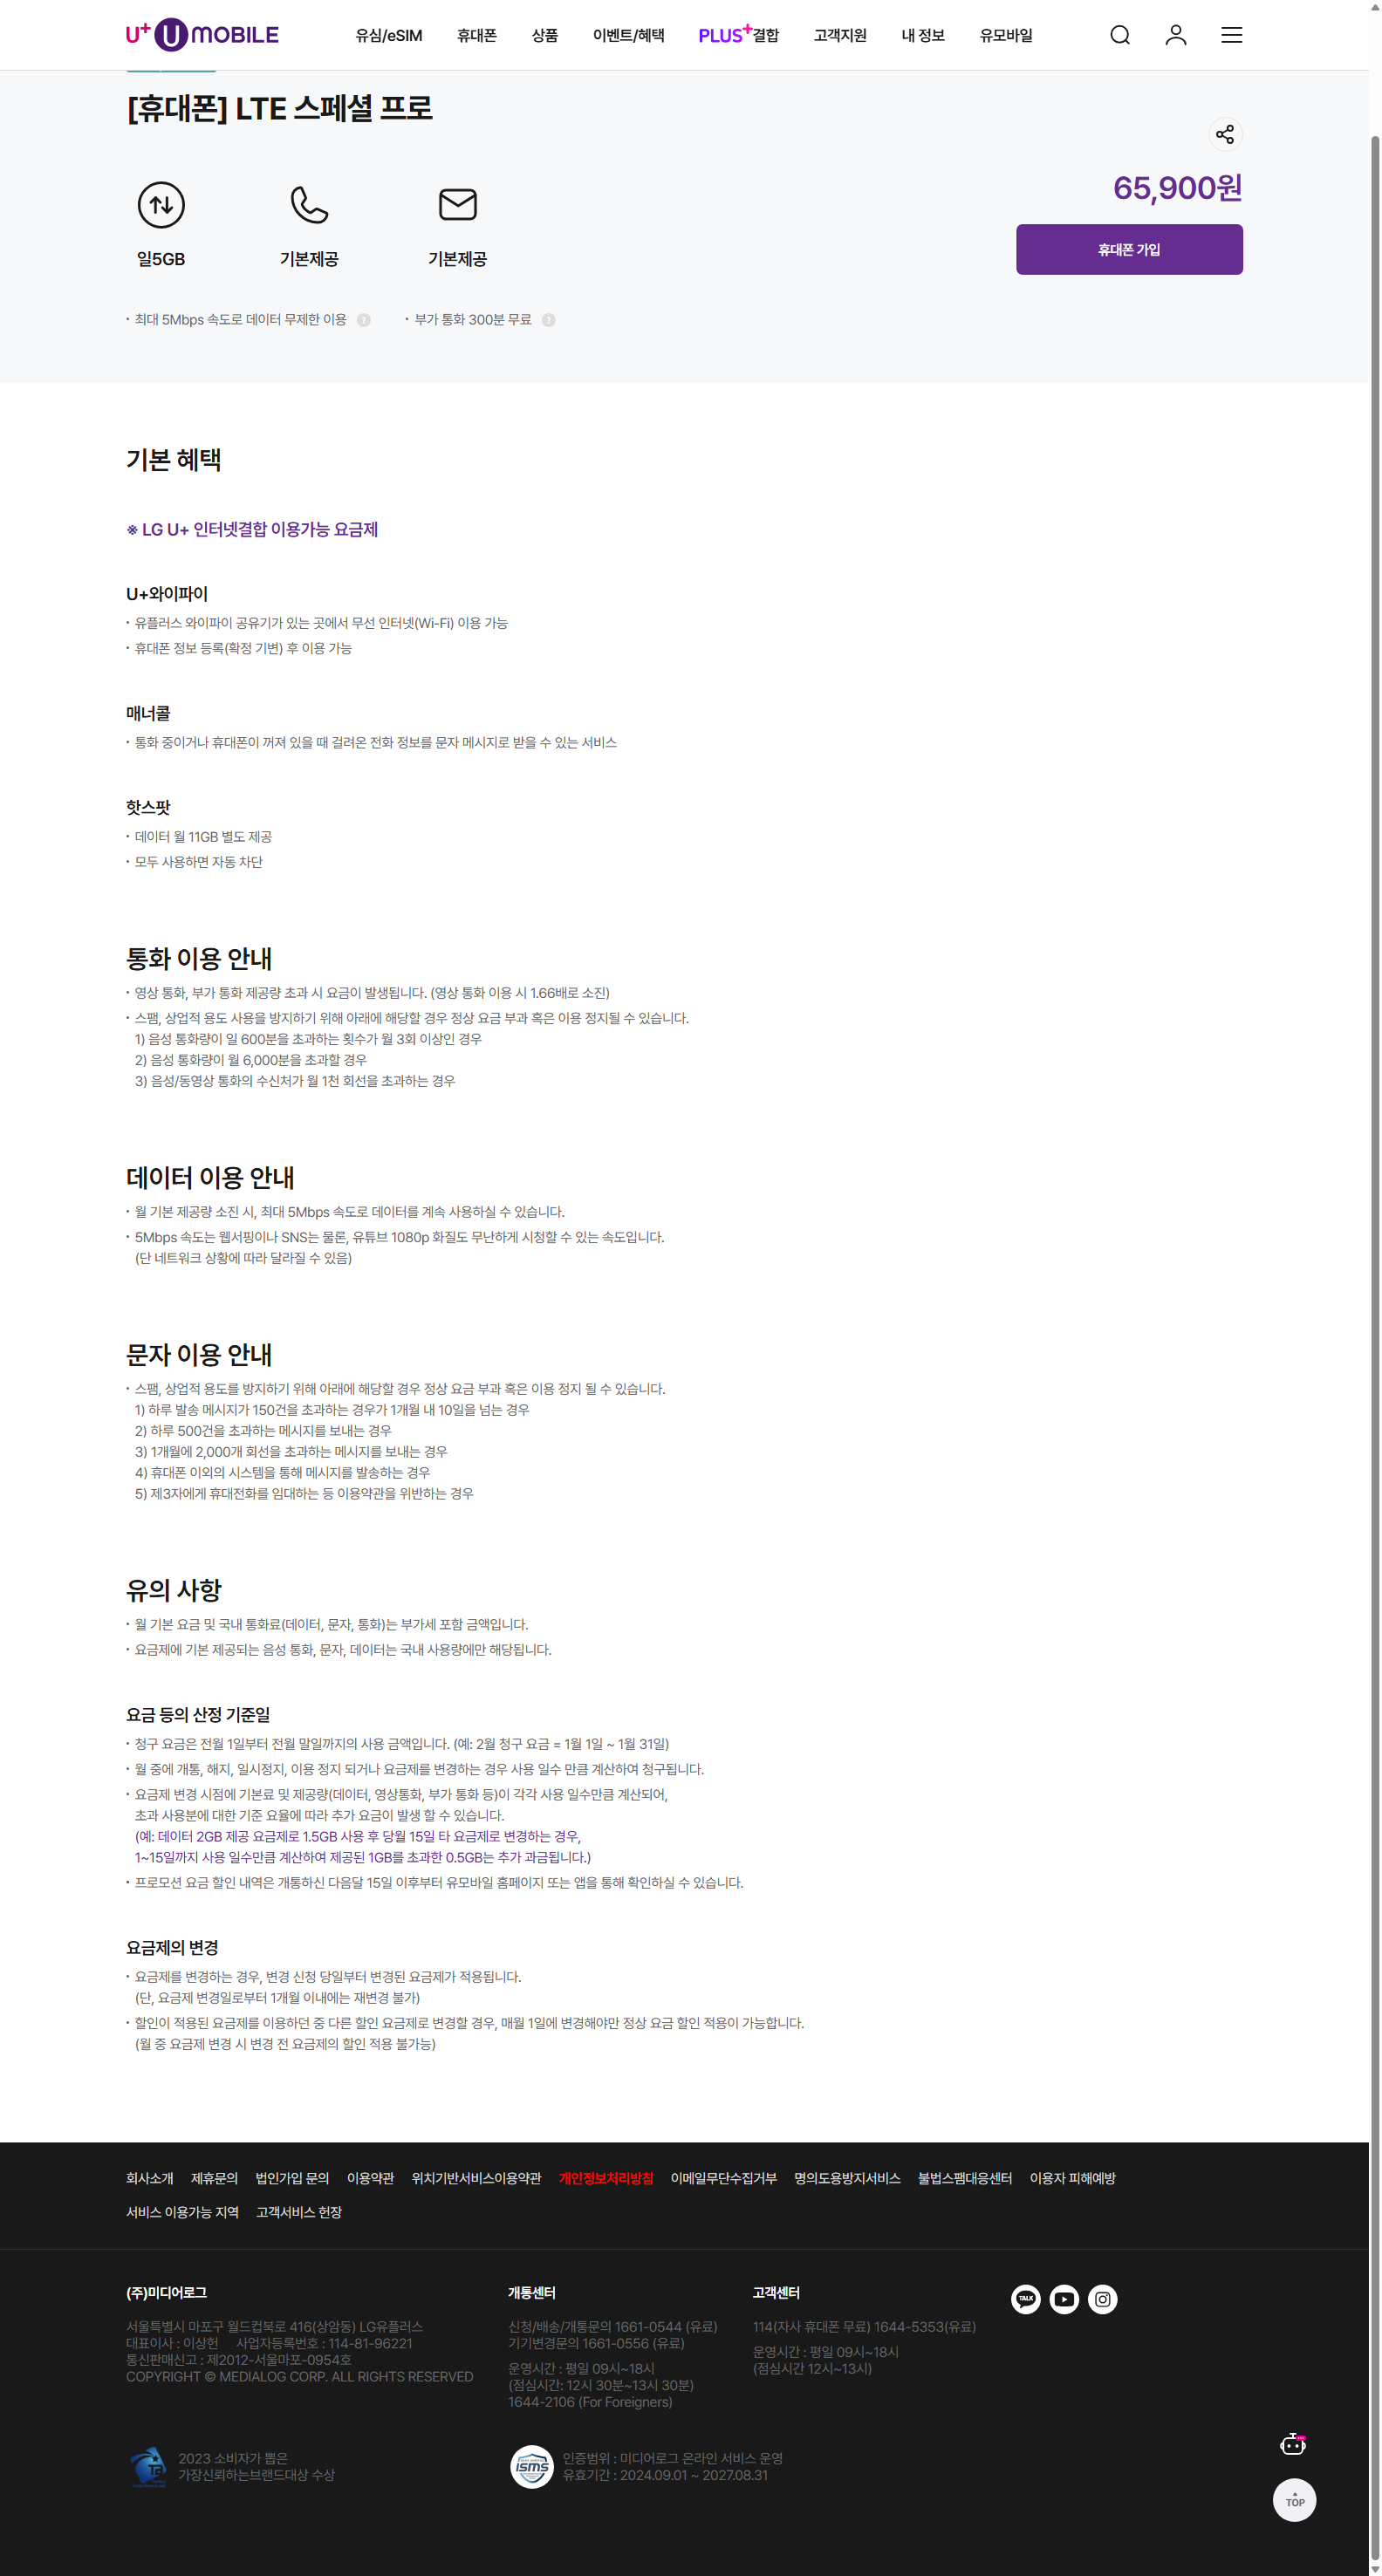 U+ U MOBILE
유심/eSIM 휴대폰 상품 이벤트/혜택 PLUS+결합 고객지원 내 정보 유모바일
[휴대폰] LTE 스페셜 프로
65,900원
휴대폰 가입
일5GB 기본제공 기본제공
· 최대 5Mbps 속도로 데이터 무제한 이용 ? · 부가 통화 300분 무료 ?
기본 혜택
※ LG U+ 인터넷결합 이용가능 요금제
U+와이파이
· 유플러스 와이파이 공유기가 있는 곳에서 무선 인터넷(Wi-Fi) 이용 가능
· 휴대폰 정보 등록(확정 기변) 후 이용 가능
매너콜
· 통화 중이거나 휴대폰이 꺼져 있을 때 걸려온 전화 정보를 문자 메시지로 받을 수 있는 서비스
핫스팟
· 데이터 월 11GB 별도 제공
· 모두 사용하면 자동 차단
통화 이용 안내
· 영상 통화, 부가 통화 제공량 초과 시 요금이 발생됩니다. (영상 통화 이용 시 1.66배로 소진)
· 스팸, 상업적 용도 사용을 방지하기 위해 아래에 해당할 경우 정상 요금 부과 혹은 이용 정지될 수 있습니다.
1) 음성 통화량이 일 600분을 초과하는 횟수가 월 3회 이상인 경우
2) 음성 통화량이 월 6,000분을 초과할 경우
3) 음성/동영상 통화의 수신처가 월 1천 회선을 초과하는 경우
데이터 이용 안내
· 월 기본 제공량 소진 시, 최대 5Mbps 속도로 데이터를 계속 사용하실 수 있습니다.
· 5Mbps 속도는 웹서핑이나 SNS는 물론, 유튜브 1080p 화질도 무난하게 시청할 수 있는 속도입니다.
(단 네트워크 상황에 따라 달라질 수 있음)
문자 이용 안내
· 스팸, 상업적 용도를 방지하기 위해 아래에 해당할 경우 정상 요금 부과 혹은 이용 정지 될 수 있습니다.
1) 하루 발송 메시지가 150건을 초과하는 경우가 1개월 내 10일을 넘는 경우
2) 하루 500건을 초과하는 메시지를 보내는 경우
3) 1개월에 2,000개 회선을 초과하는 메시지를 보내는 경우
4) 휴대폰 이외의 시스템을 통해 메시지를 발송하는 경우
5) 제3자에게 휴대전화를 임대하는 등 이용약관을 위반하는 경우
유의 사항
· 월 기본 요금 및 국내 통화료(데이터, 문자, 통화)는 부가세 포함 금액입니다.
· 요금제에 기본 제공되는 음성 통화, 문자, 데이터는 국내 사용량에만 해당됩니다.
요금 등의 산정 기준일
· 청구 요금은 전월 1일부터 전월 말일까지의 사용 금액입니다. (예: 2월 청구 요금 = 1월 1일 ~ 1월 31일)
· 월 중에 개통, 해지, 일시정지, 이용 정지 되거나 요금제를 변경하는 경우 사용 일수 만큼 계산하여 청구됩니다.
· 요금제 변경 시점에 기본료 및 제공량(데이터, 영상통화, 부가 통화 등)이 각각 사용 일수만큼 계산되어,
초과 사용분에 대한 기준 요율에 따라 추가 요금이 발생 할 수 있습니다.
(예: 데이터 2GB 제공 요금제로 1.5GB 사용 후 당월 15일 타 요금제로 변경하는 경우,
1~15일까지 사용 일수만큼 계산하여 제공된 1GB를 초과한 0.5GB는 추가 과금됩니다.)
· 프로모션 요금 할인 내역은 개통하신 다음달 15일 이후부터 유모바일 홈페이지 또는 앱을 통해 확인하실 수 있습니다.
요금제의 변경
· 요금제를 변경하는 경우, 변경 신청 당일부터 변경된 요금제가 적용됩니다.
(단, 요금제 변경일로부터 1개월 이내에는 재변경 불가)
· 할인이 적용된 요금제를 이용하던 중 다른 할인 요금제로 변경할 경우, 매월 1일에 변경해야만 정상 요금 할인 적용이 가능합니다.
(월 중 요금제 변경 시 변경 전 요금제의 할인 적용 불가능)
회사소개 제휴문의 법인가입 문의 이용약관 위치기반서비스이용약관 개인정보처리방침 이메일무단수집거부 명의도용방지서비스 불법스팸대응센터 이용자 피해예방
서비스 이용가능 지역 고객서비스 헌장
(주)미디어로그
서울특별시 마포구 월드컵북로 416(상암동) LG유플러스
대표이사 : 이상헌 사업자등록번호 : 114-81-96221
통신판매신고 : 제2012-서울마포-0954호
COPYRIGHT © MEDIALOG CORP. ALL RIGHTS RESERVED
개통센터
신청/배송/개통문의 1661-0544 (유료)
기기변경문의 1661-0556 (유료)
운영시간 : 평일 09시~18시
(점심시간: 12시 30분~13시 30분)
1644-2106 (For Foreigners)
고객센터
114(자사 휴대폰 무료) 1644-5353(유료)
운영시간 : 평일 09시~18시
(점심시간 12시~13시)
TALK
2023 소비자가 뽑은
가장신뢰하는브랜드대상 수상
ISMS
인증범위 : 미디어로그 온라인 서비스 운영
유효기간 : 2024.09.01 ~ 2027.08.31
TOP